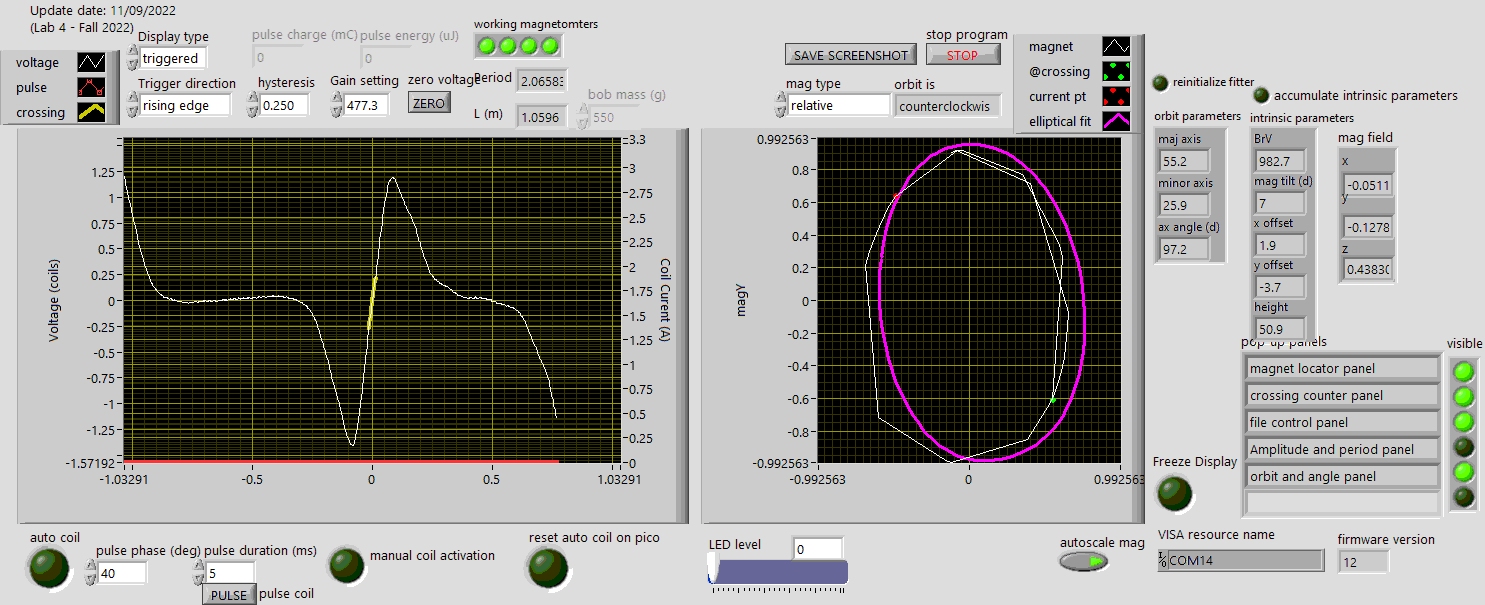 Update date: 11/09/2022
(Lab 4 - Fall 2022)
voltage
pulse
crossing
Display type
triggered
Trigger direction
rising edge
pulse charge (mC)
0
pulse energy (uJ)
0
hysteresis
0.250
Gain setting
477.3
zero voltage
ZERO
working magnetomters
Period
2.0658
L (m)
1.0596
bob mass (g)
550
SAVE SCREENSHOT
stop program
STOP
mag type
relative
orbit is
counterclockwis
magnet
@crossing
current pt
elliptical fit
reinitialize fitter
accumulate intrinsic parameters
Voltage (coils)
1.25
1
0.75
0.5
0.25
0
-0.25
-0.5
-0.75
-1
-1.25
-1.57192
-1.03291
-0.5
0
0.5
1.03291
3.3
3
2.75
2.5
2.25
2
1.75
1.5
1.25
1
0.75
0.5
0.25
0
Coil Curent (A)
magY
0.992563
0.8
0.6
0.4
0.2
0
-0.2
-0.4
-0.6
-0.8
-0.992563
-0.992563
0
0.992563
orbit parameters
maj axis
55.2
minor axis
25.9
ax angle (d)
97.2
intrinsic parameters
BrV
982.7
mag tilt (d)
7
x offset
1.9
y offset
-3.7
height
50.9
mag field
x
-0.0511
y
-0.1278
z
0.4383
pop-up panels
visible
magnet locator panel
crossing counter panel
file control panel
Amplitude and period panel
orbit and angle panel
Freeze Display
auto coil
pulse phase (deg)
40
pulse duration (ms)
5
PULSE
pulse coil
manual coil activation
reset auto coil on pico
LED level
0
autoscale mag
VISA resource name
COM14
firmware version
12